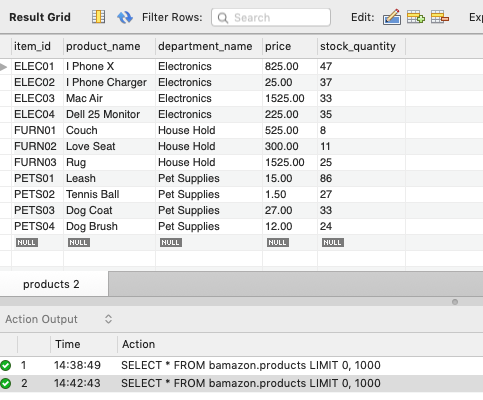 Result Grid Filter Rows: Search Edit: Exp
item_id product_name department_name price stock_quantity
ELEC01 I Phone X Electronics 825.00 47
ELEC02 I Phone Charger Electronics 25.00 37
ELEC03 Mac Air Electronics 1525.00 33
ELEC04 Dell 25 Monitor Electronics 225.00 35
FURN01 Couch House Hold 525.00 8
FURN02 Love Seat House Hold 300.00 11
FURN03 Rug House Hold 1525.00 25
PETS01 Leash Pet Supplies 15.00 86
PETS02 Tennis Ball Pet Supplies 1.50 27
PETS03 Dog Coat Pet Supplies 27.00 33
PETS04 Dog Brush Pet Supplies 12.00 24
NULL NULL NULL NULL NULL
products 2
Action Output
Time Action
1 14:38:49 SELECT * FROM bamazon.products LIMIT 0, 1000
2 14:42:43 SELECT * FROM bamazon.products LIMIT 0, 1000